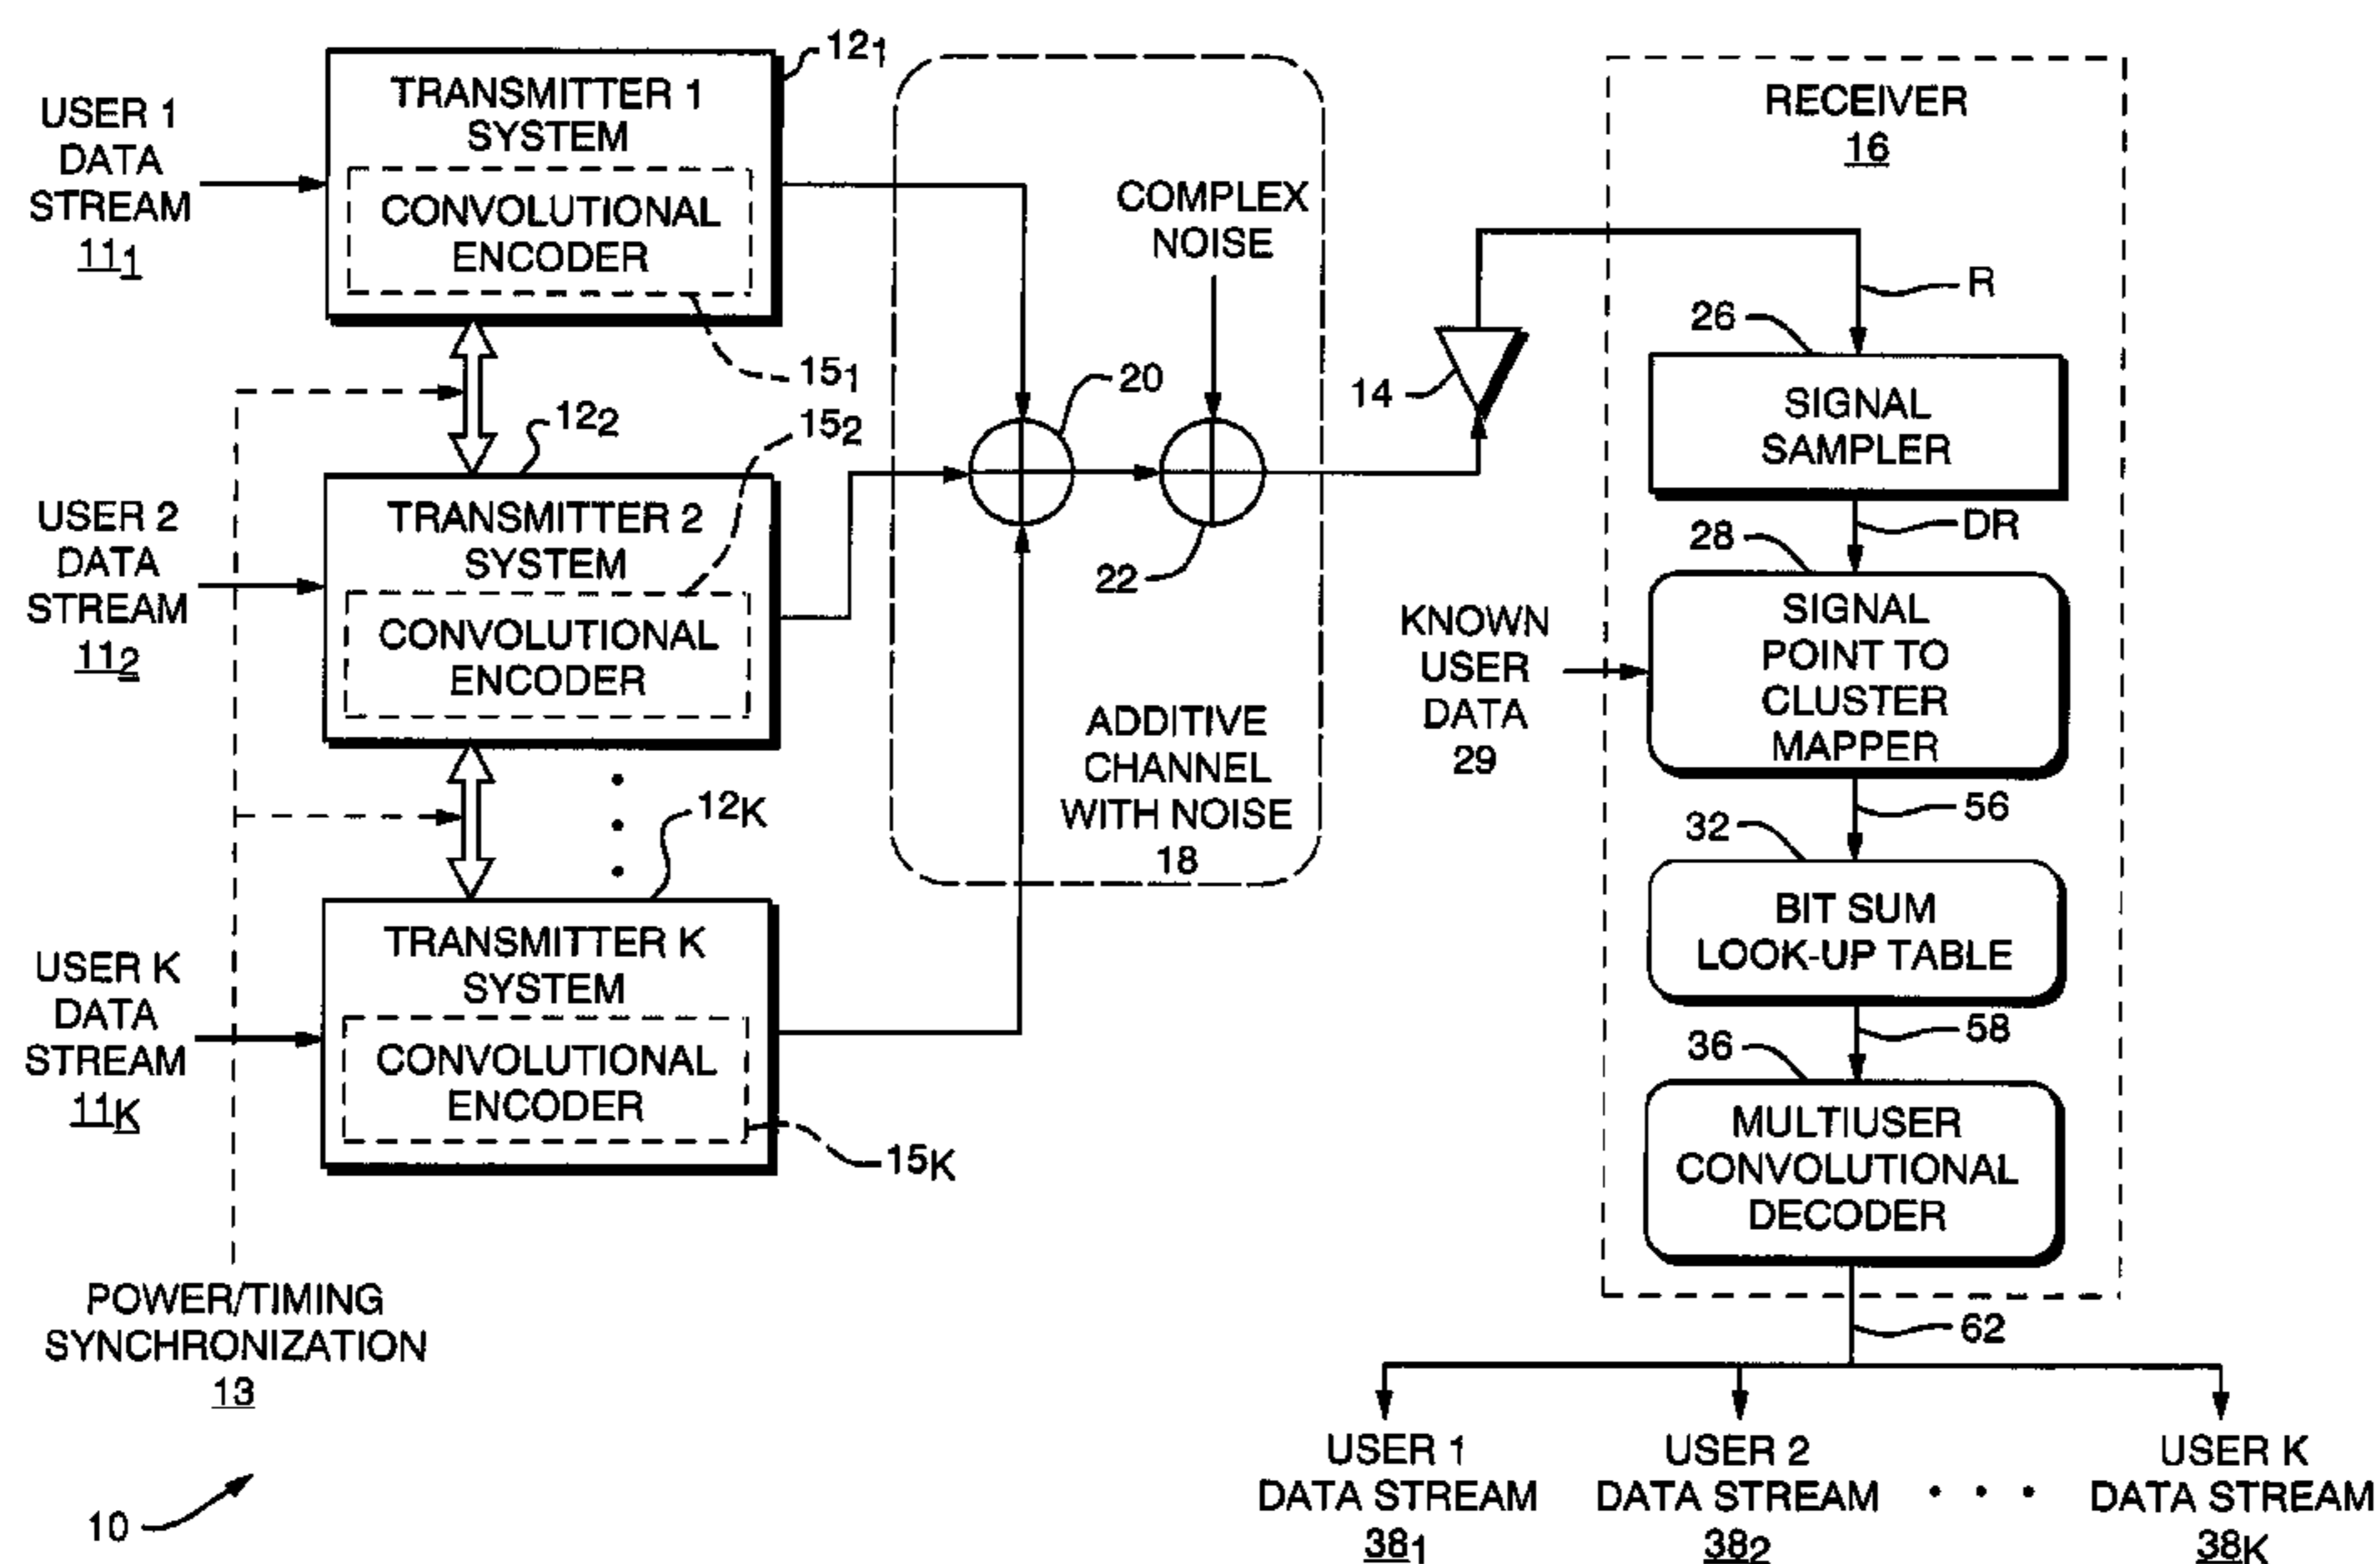 USER 1
DATA
STREAM
11₁
TRANSMITTER 1
SYSTEM
CONVOLUTIONAL
ENCODER
12₁
15₁
USER 2
DATA
STREAM
11₂
TRANSMITTER 2
SYSTEM
CONVOLUTIONAL
ENCODER
12₂
15₂
USER K
DATA
STREAM
11K
TRANSMITTER K
SYSTEM
CONVOLUTIONAL
ENCODER
12K
15K
POWER/TIMING
SYNCHRONIZATION
13
10
COMPLEX
NOISE
20
22
ADDITIVE
CHANNEL
WITH NOISE
18
14
RECEIVER
16
R
26
SIGNAL
SAMPLER
DR
28
KNOWN
USER
DATA
29
SIGNAL
POINT TO
CLUSTER
MAPPER
56
32
BIT SUM
LOOK-UP TABLE
58
36
MULTIUSER
CONVOLUTIONAL
DECODER
62
USER 1
DATA STREAM
38₁
USER 2
DATA STREAM
38₂
USER K
DATA STREAM
38K